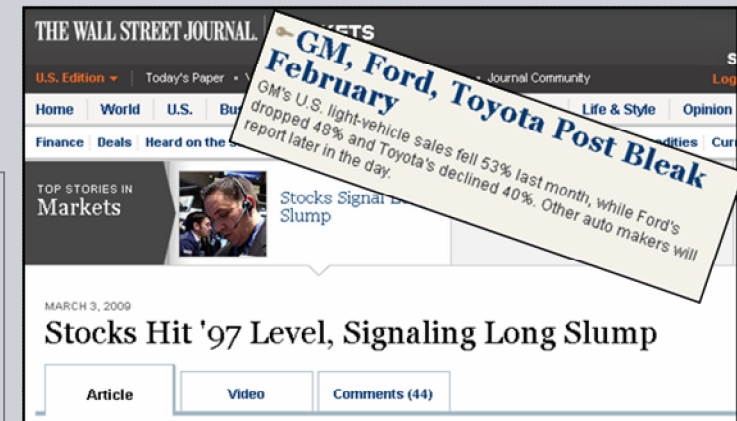 THE WALL STREET JOURNAL.
U.S. Edition Today's Paper Journal Community Log
Home World U.S. Life & Style Opinion
Finance Deals Heard on the
TOP STORIES IN
Markets
Stocks Signal
Slump
GM, Ford, Toyota Post Bleak
February
GM's U.S. light-vehicle sales fell 53% last month, while Ford's
dropped 48% and Toyota's declined 40%. Other auto makers will
report later in the day.
MARCH 3, 2009
Stocks Hit '97 Level, Signaling Long Slump
Article Video Comments (44)